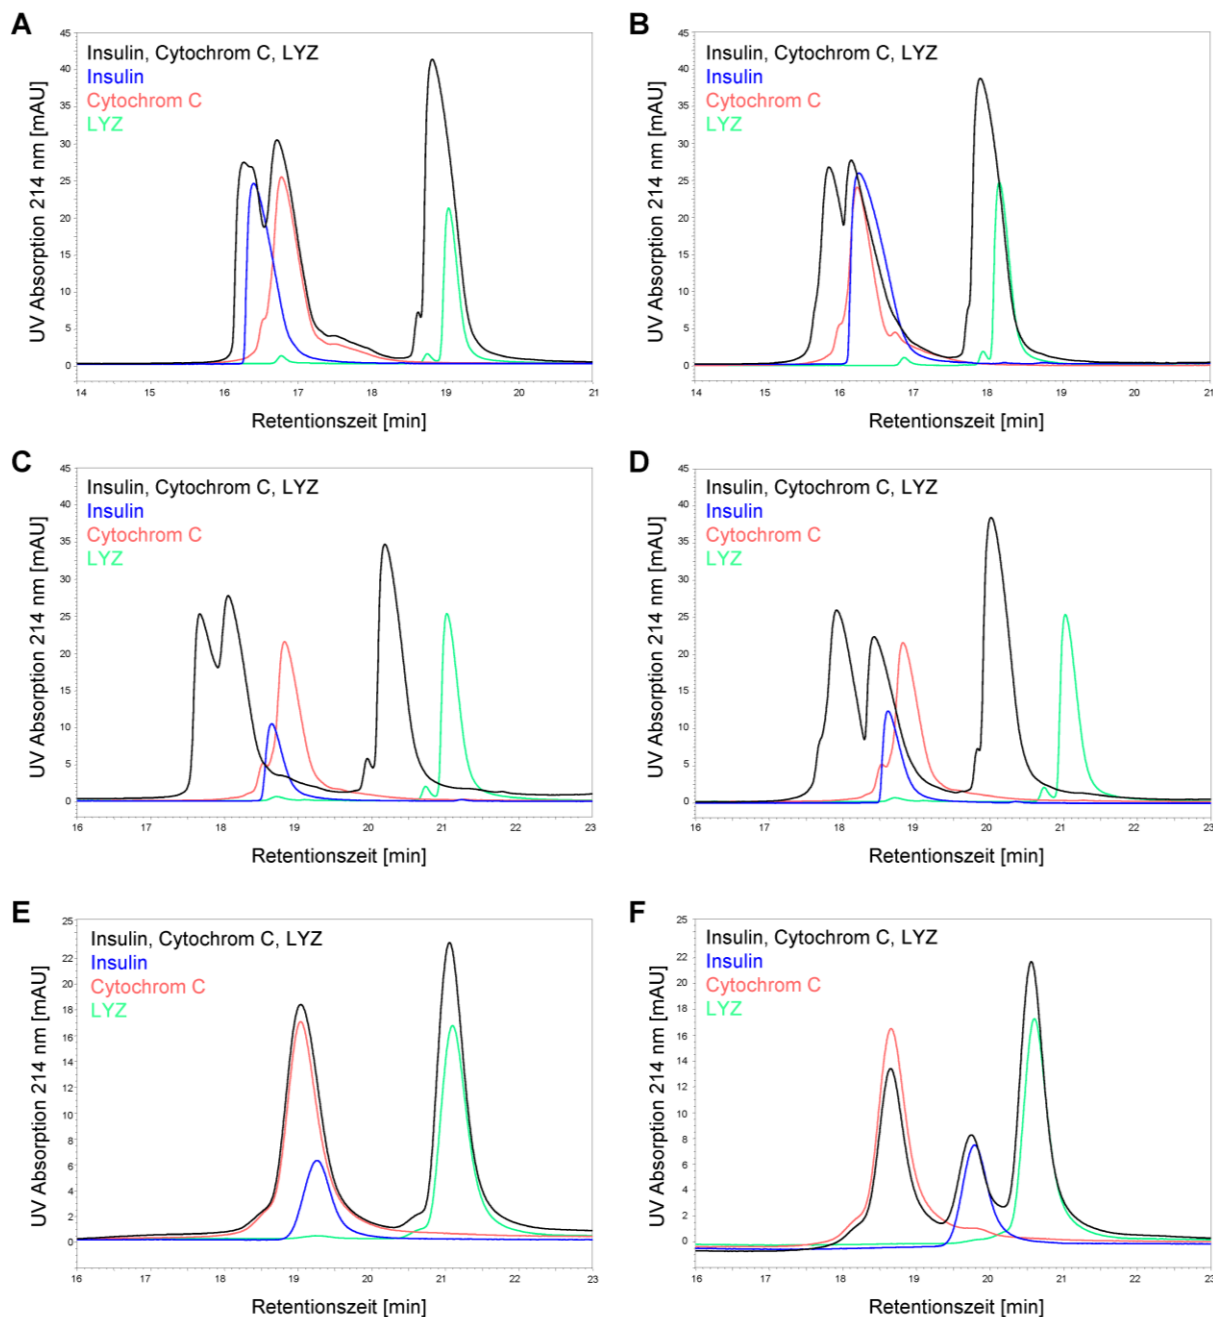 A
UV Absorption 214 nm [mAU]
45
40
35
30
25
20
15
10
5
0
Insulin, Cytochrom C, LYZ
Insulin
Cytochrom C
LYZ
14 15 16 17 18 19 20 21
Retentionszeit [min]
B
UV Absorption 214 nm [mAU]
45
40
35
30
25
20
15
10
5
0
Insulin, Cytochrom C, LYZ
Insulin
Cytochrom C
LYZ
14 15 16 17 18 19 20 21
Retentionszeit [min]
C
UV Absorption 214 nm [mAU]
45
40
35
30
25
20
15
10
5
0
Insulin, Cytochrom C, LYZ
Insulin
Cytochrom C
LYZ
16 17 18 19 20 21 22 23
Retentionszeit [min]
D
UV Absorption 214 nm [mAU]
45
40
35
30
25
20
15
10
5
0
Insulin, Cytochrom C, LYZ
Insulin
Cytochrom C
LYZ
16 17 18 19 20 21 22 23
Retentionszeit [min]
E
UV Absorption 214 nm [mAU]
25
22
20
18
16
14
12
10
8
6
4
2
0
Insulin, Cytochrom C, LYZ
Insulin
Cytochrom C
LYZ
16 17 18 19 20 21 22 23
Retentionszeit [min]
F
UV Absorption 214 nm [mAU]
25
22
20
18
16
14
12
10
8
6
4
2
0
Insulin, Cytochrom C, LYZ
Insulin
Cytochrom C
LYZ
16 17 18 19 20 21 22 23
Retentionszeit [min]